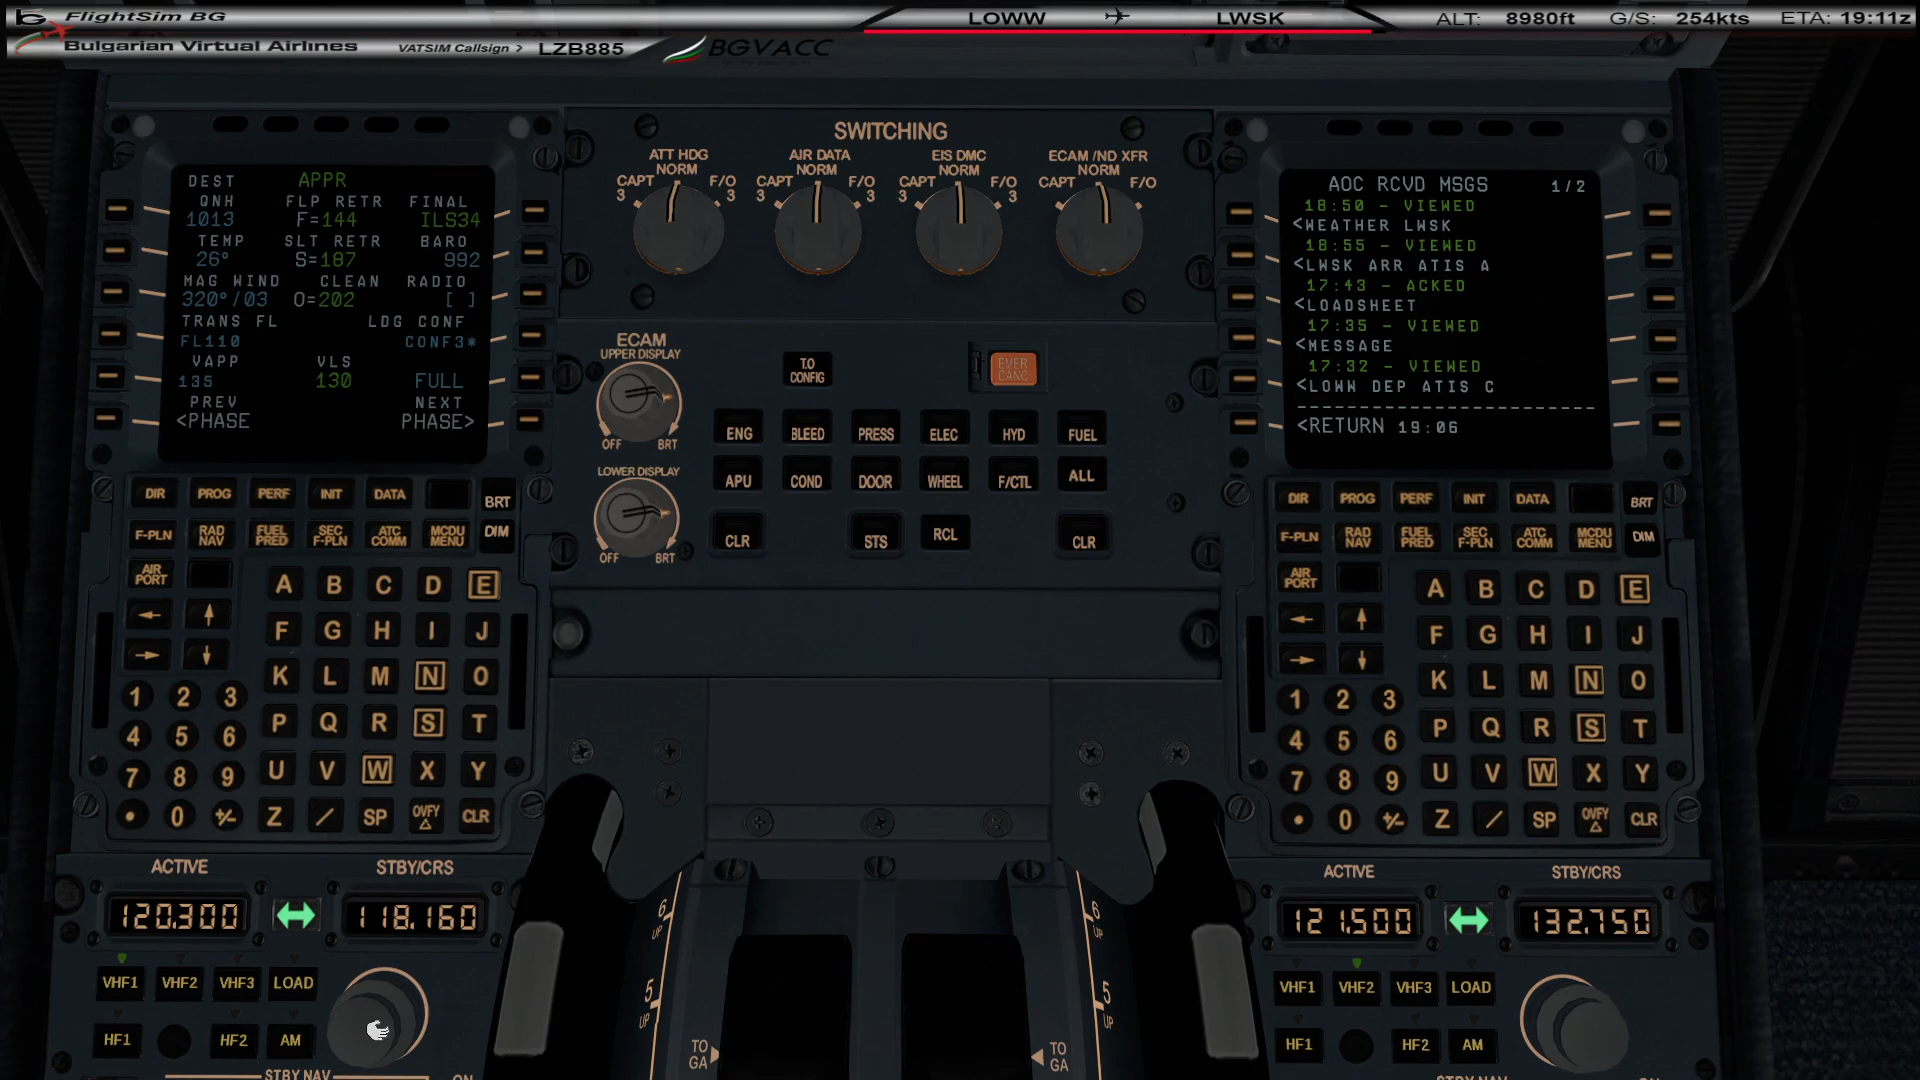 FlightSim BG
LOWW LWSK
ALT: 8980ft G/S: 254kts ETA: 19:11z
Bulgarian Virtual Airlines VATSIM Callsign > LZB885 BGVACC
DEST APPR
QNH FLP RETR FINAL
1013 F=144 ILS34
TEMP SLT RETR BARO
26° S=187 992
MAG WIND CLEAN RADIO
320°/03 O=202 [ ]
TRANS FL LDG CONF
FL110 CONF3*
VAPP VLS
135 130 FULL
PREV NEXT
<PHASE PHASE>
SWITCHING
ATT HDG AIR DATA EIS DMC ECAM /ND XFR
NORM NORM NORM NORM
CAPT F/O CAPT F/O CAPT F/O CAPT F/O
3 3 3 3 3 3
ECAM
UPPER DISPLAY
OFF BRT
LOWER DISPLAY
OFF BRT
T.O CONFIG
EMER CANC
ENG BLEED PRESS ELEC HYD FUEL
APU COND DOOR WHEEL F/CTL ALL
CLR STS RCL CLR
AOC RCVD MSGS 1/2
18:50 - VIEWED
<WEATHER LWSK
18:55 - VIEWED
<LWSK ARR ATIS A
17:43 - ACKED
<LOADSHEET
17:35 - VIEWED
<MESSAGE
17:32 - VIEWED
<LOWW DEP ATIS C
<RETURN 19:06
DIR PROG PERF INIT DATA BRT
F-PLN RAD NAV FUEL PRED SEC F-PLN ATC COMM MCDU MENU DIM
AIR PORT
A B C D E
F G H I J
K L M N O
1 2 3
P Q R S T
4 5 6
U V W X Y
7 8 9
. 0 +/- Z / SP OVFY CLR
DIR PROG PERF INIT DATA BRT
F-PLN RAD NAV FUEL PRED SEC F-PLN ATC COMM MCDU MENU DIM
AIR PORT
A B C D E
F G H I J
K L M N O
1 2 3
P Q R S T
4 5 6
U V W X Y
7 8 9
. 0 +/- Z / SP OVFY CLR
ACTIVE STBY/CRS
120.300 118.160
VHF1 VHF2 VHF3 LOAD
HF1 HF2 AM
STBY NAV ON
6 UP
5 UP
TO GA
6 UP
5 UP
TO GA
ACTIVE STBY/CRS
121.500 132.750
VHF1 VHF2 VHF3 LOAD
HF1 HF2 AM
STBY NAV